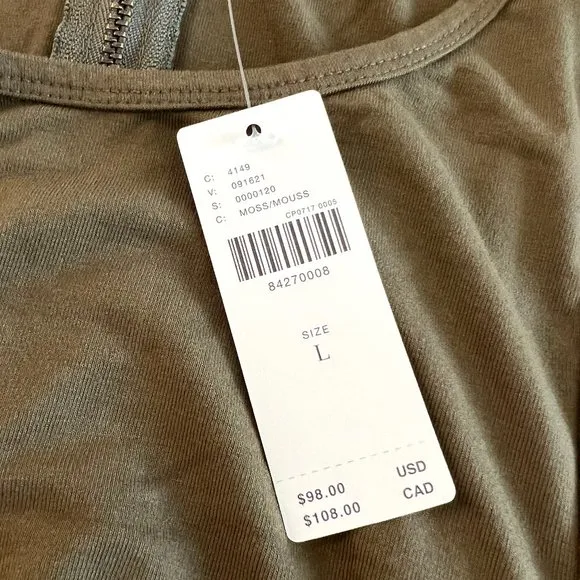 C: 4149
V: 091621
S: 0000120
C: MOSS/MOUSS
CP0717 0005
84270008
SIZE
L
$98.00 USD
$108.00 CAD